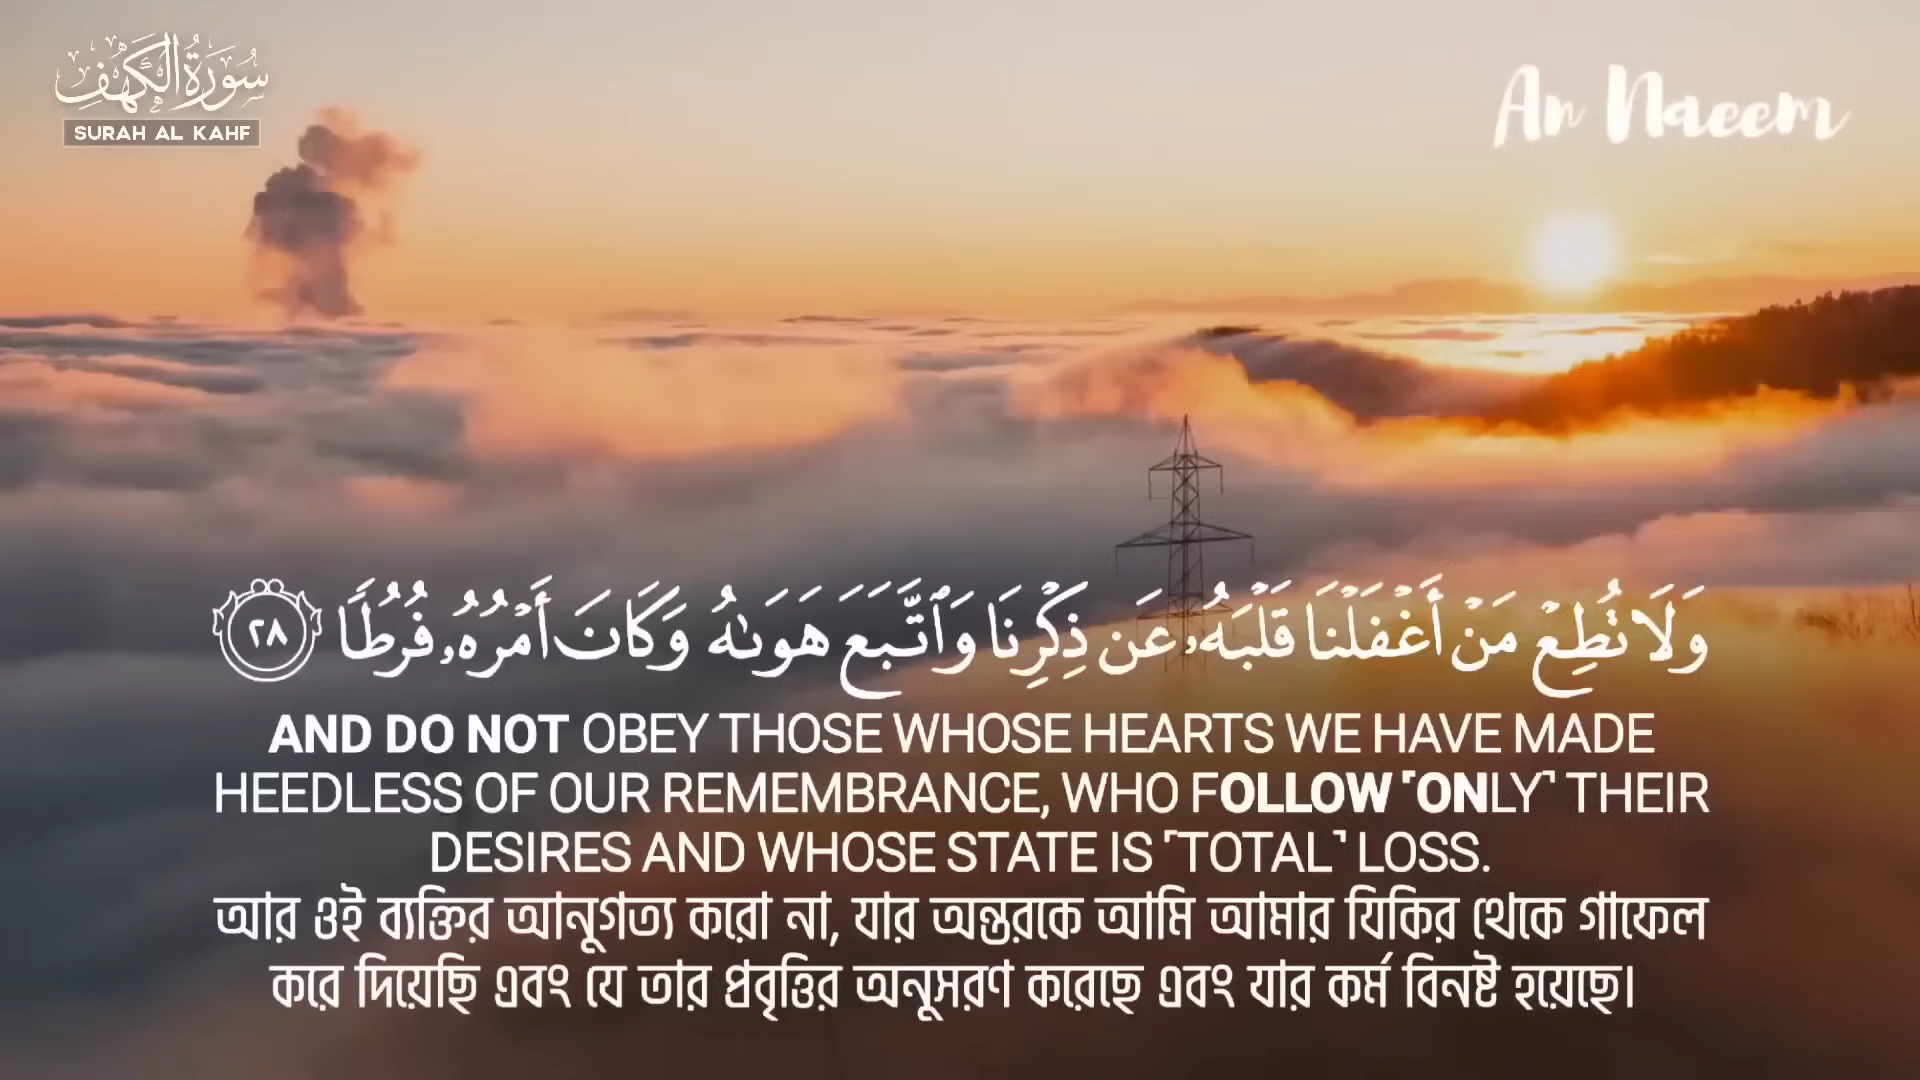 سُورَةُ الْكَهْفِ
SURAH AL KAHF
An Naeem
وَلَا تُطِعْ مَنْ أَغْفَلْنَا قَلْبَهُۥ عَن ذِكْرِنَا وَٱتَّبَعَ هَوَىٰهُ وَكَانَ أَمْرُهُۥ فُرُطًا ٢٨
AND DO NOT OBEY THOSE WHOSE HEARTS WE HAVE MADE
HEEDLESS OF OUR REMEMBRANCE, WHO FOLLOW ˹ONLY˺ THEIR
DESIRES AND WHOSE STATE IS ˹TOTAL˺ LOSS.
আর ওই ব্যক্তির আনুগত্য করো না, যার অন্তরকে আমি আমার যিকির থেকে গাফেল
করে দিয়েছি এবং যে তার প্রবৃত্তির অনুসরণ করেছে এবং যার কর্ম বিনষ্ট হয়েছে।